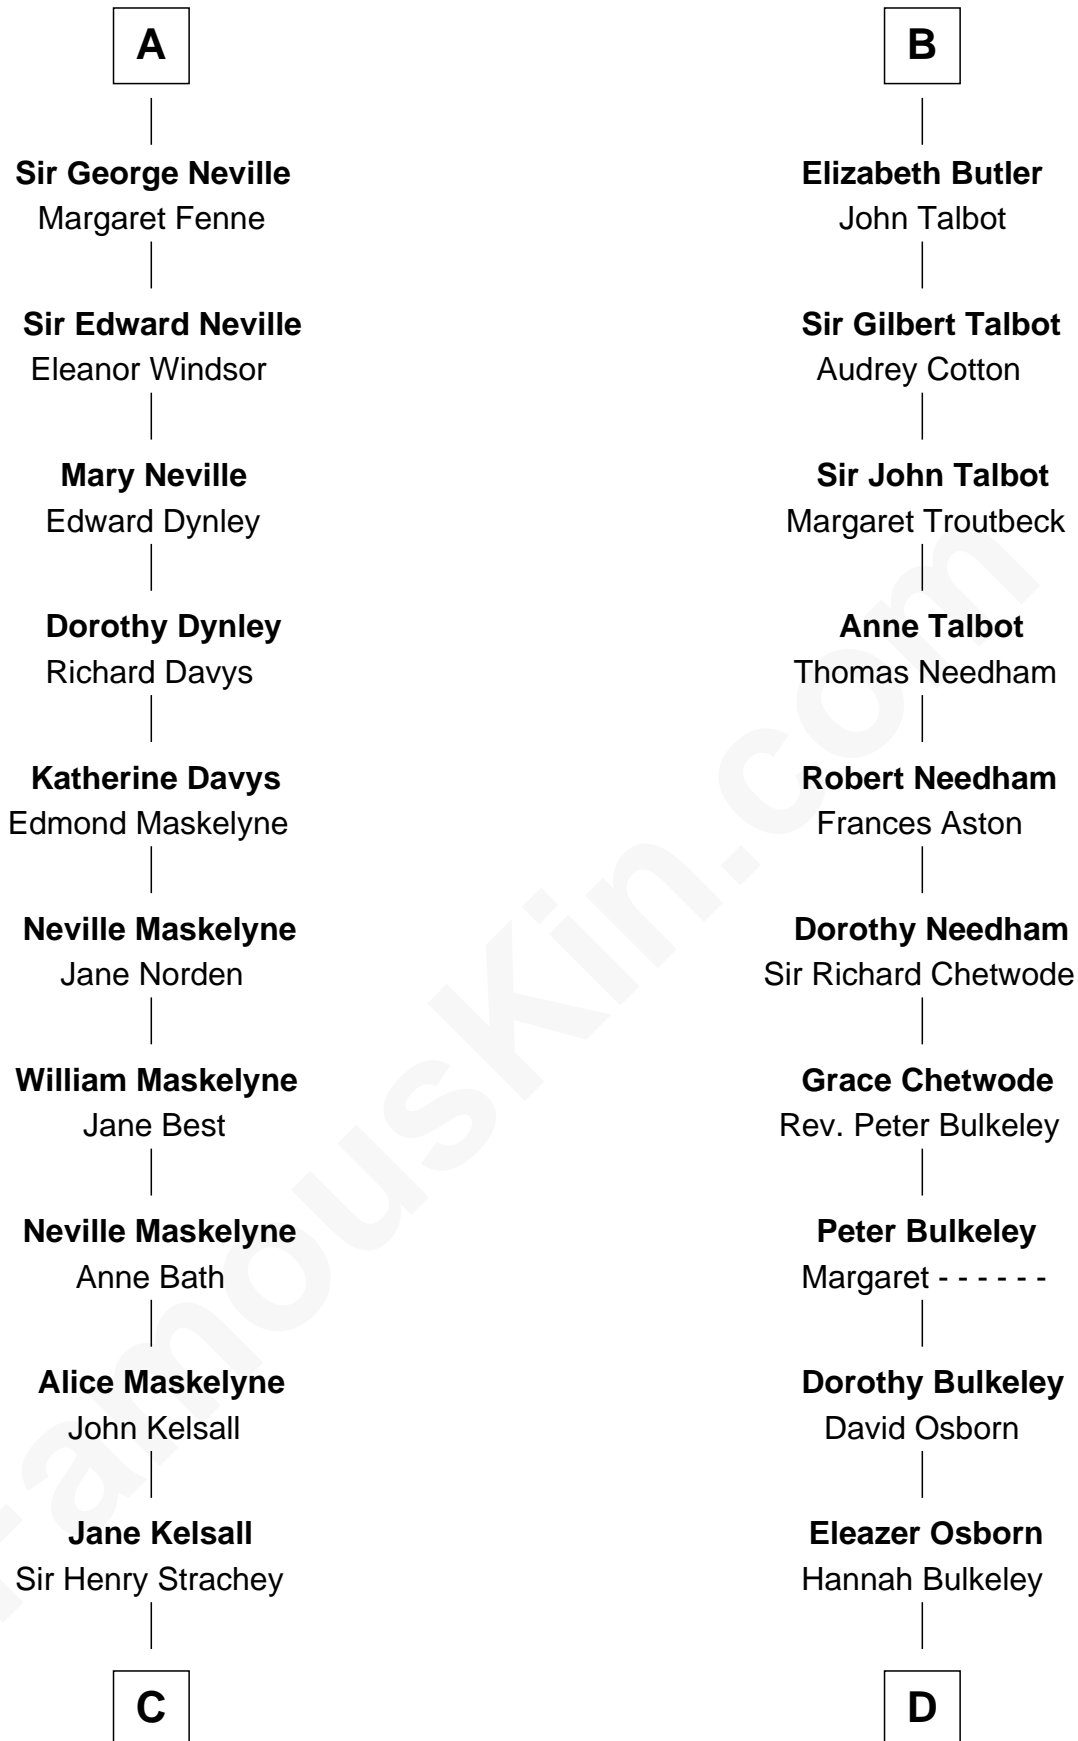 A
Sir George Neville
Margaret Fenne
Sir Edward Neville
Eleanor Windsor
Mary Neville
Edward Dynley
Dorothy Dynley
Richard Davys
Katherine Davys
Edmond Maskelyne
Neville Maskelyne
Jane Norden
William Maskelyne
Jane Best
Neville Maskelyne
Anne Bath
Alice Maskelyne
John Kelsall
Jane Kelsall
Sir Henry Strachey
C
B
Elizabeth Butler
John Talbot
Sir Gilbert Talbot
Audrey Cotton
Sir John Talbot
Margaret Troutbeck
Anne Talbot
Thomas Needham
Robert Needham
Frances Aston
Dorothy Needham
Sir Richard Chetwode
Grace Chetwode
Rev. Peter Bulkeley
Peter Bulkeley
Margaret - - - - - -
Dorothy Bulkeley
David Osborn
Eleazer Osborn
Hannah Bulkeley
D
FamousKin.com